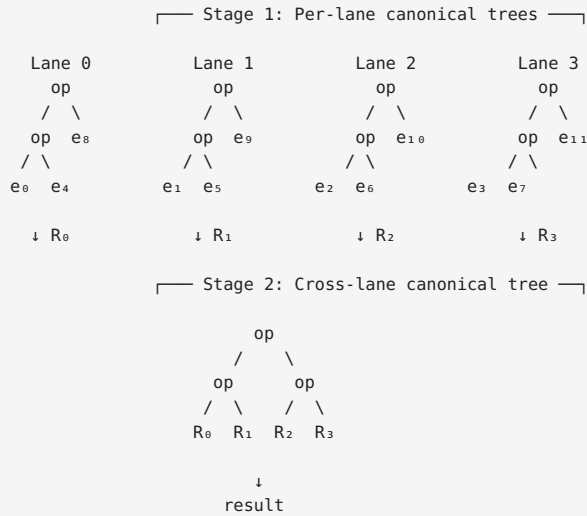 ┌── Stage 1: Per-lane canonical trees ──┐
Lane 0 Lane 1 Lane 2 Lane 3
op op op op
/ \ / \ / \ / \
op e₈ op e₉ op e₁₀ op e₁₁
/ \ / \ / \ / \
e₀ e₄ e₁ e₅ e₂ e₆ e₃ e₇
↓ R₀ ↓ R₁ ↓ R₂ ↓ R₃
┌── Stage 2: Cross-lane canonical tree ──┐
op
/ \
op op
/ \ / \
R₀ R₁ R₂ R₃
↓
result